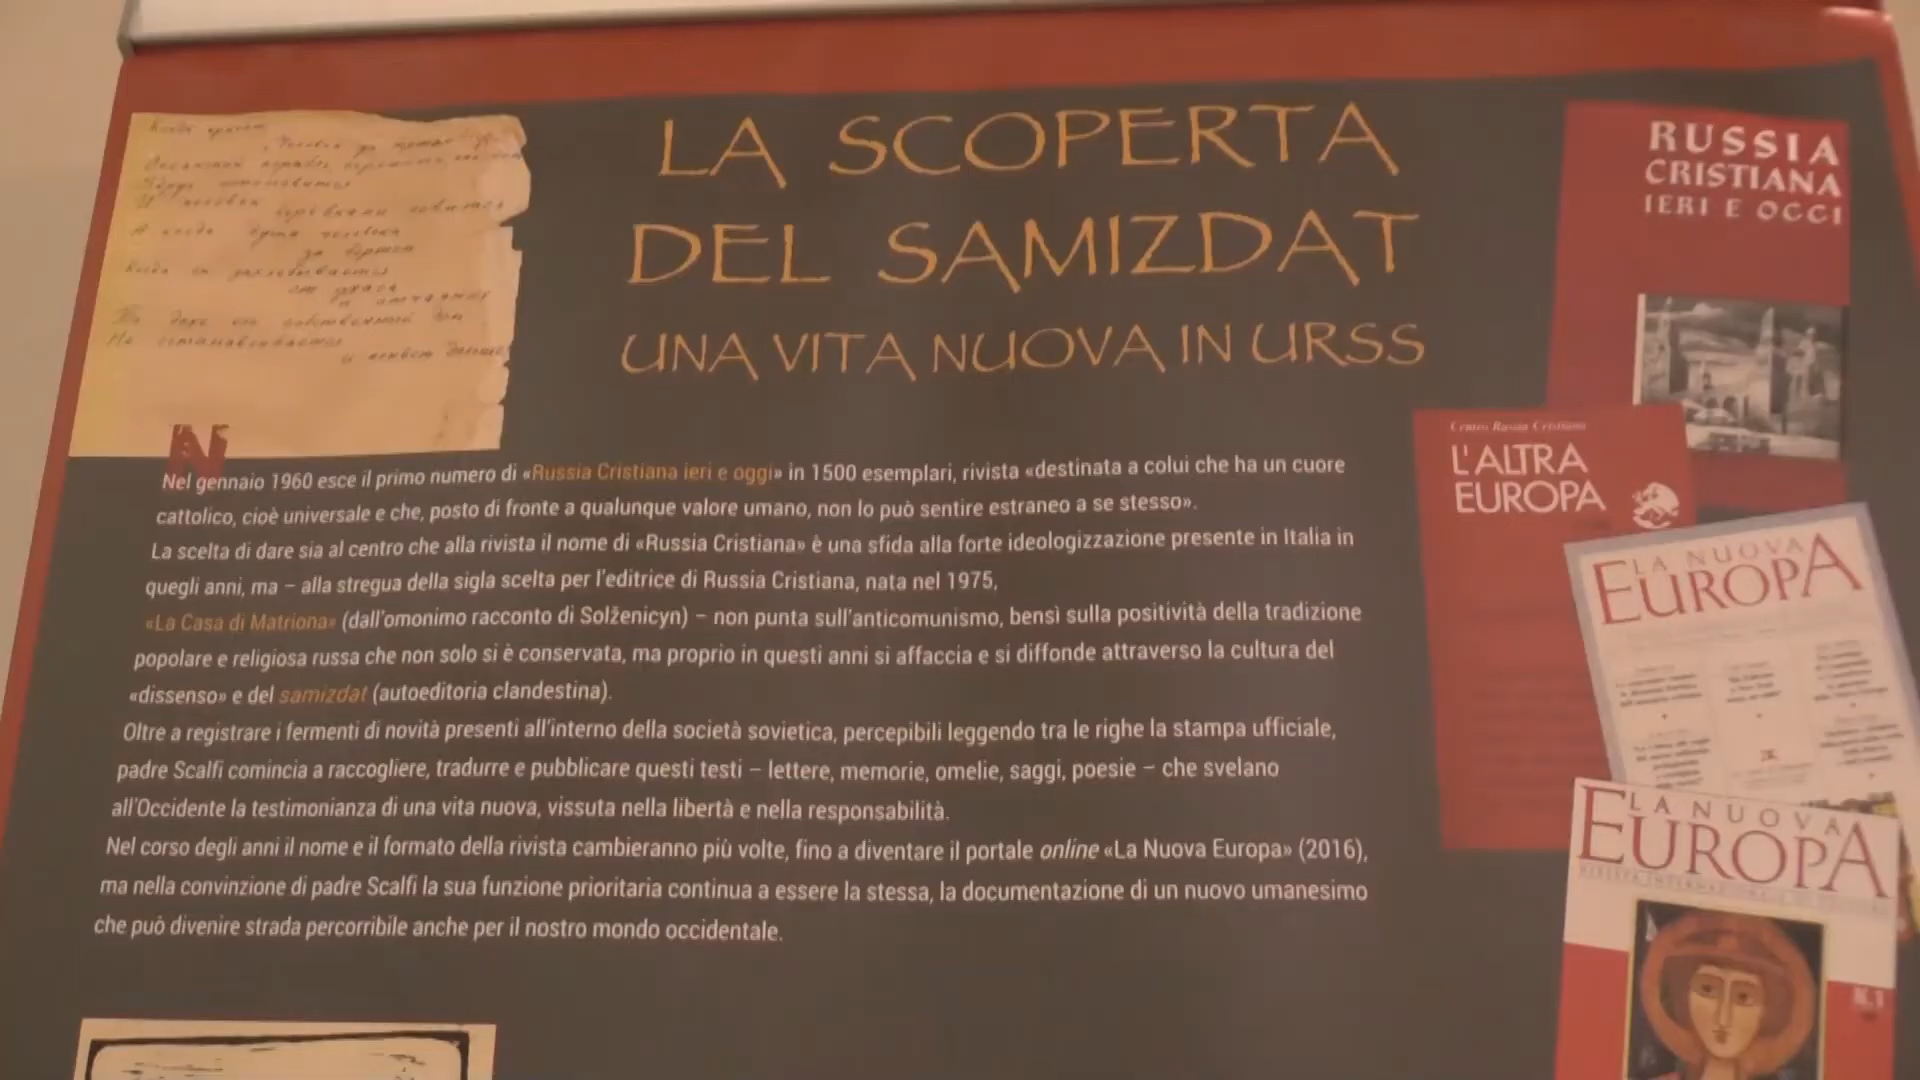 LA SCOPERTA
DEL SAMIZDAT
UNA VITA NUOVA IN URSS
Nel gennaio 1960 esce il primo numero di «Russia Cristiana ieri e oggi» in 1500 esemplari, rivista «destinata a colui che ha un cuore
cattolico, cioè universale e che, posto di fronte a qualunque valore umano, non lo può sentire estraneo a se stesso».
La scelta di dare sia al centro che alla rivista il nome di «Russia Cristiana» è una sfida alla forte ideologizzazione presente in Italia in
quegli anni, ma – alla stregua della sigla scelta per l'editrice di Russia Cristiana, nata nel 1975,
«La Casa di Matriona» (dall'omonimo racconto di Solženicyn) – non punta sull'anticomunismo, bensì sulla positività della tradizione
popolare e religiosa russa che non solo si è conservata, ma proprio in questi anni si affaccia e si diffonde attraverso la cultura del
«dissenso» e del samizdat (autoeditoria clandestina).
Oltre a registrare i fermenti di novità presenti all'interno della società sovietica, percepibili leggendo tra le righe la stampa ufficiale,
padre Scalfi comincia a raccogliere, tradurre e pubblicare questi testi – lettere, memorie, omelie, saggi, poesie – che svelano
all'Occidente la testimonianza di una vita nuova, vissuta nella libertà e nella responsabilità.
Nel corso degli anni il nome e il formato della rivista cambieranno più volte, fino a diventare il portale online «La Nuova Europa» (2016),
ma nella convinzione di padre Scalfi la sua funzione prioritaria continua a essere la stessa, la documentazione di un nuovo umanesimo
che può divenire strada percorribile anche per il nostro mondo occidentale.
RUSSIA
CRISTIANA
IERI E OGGI
Centro Russia Cristiana
L'ALTRA
EUROPA
LA NUOVA
EUROPA
LA NUOVA
EUROPA
N.1